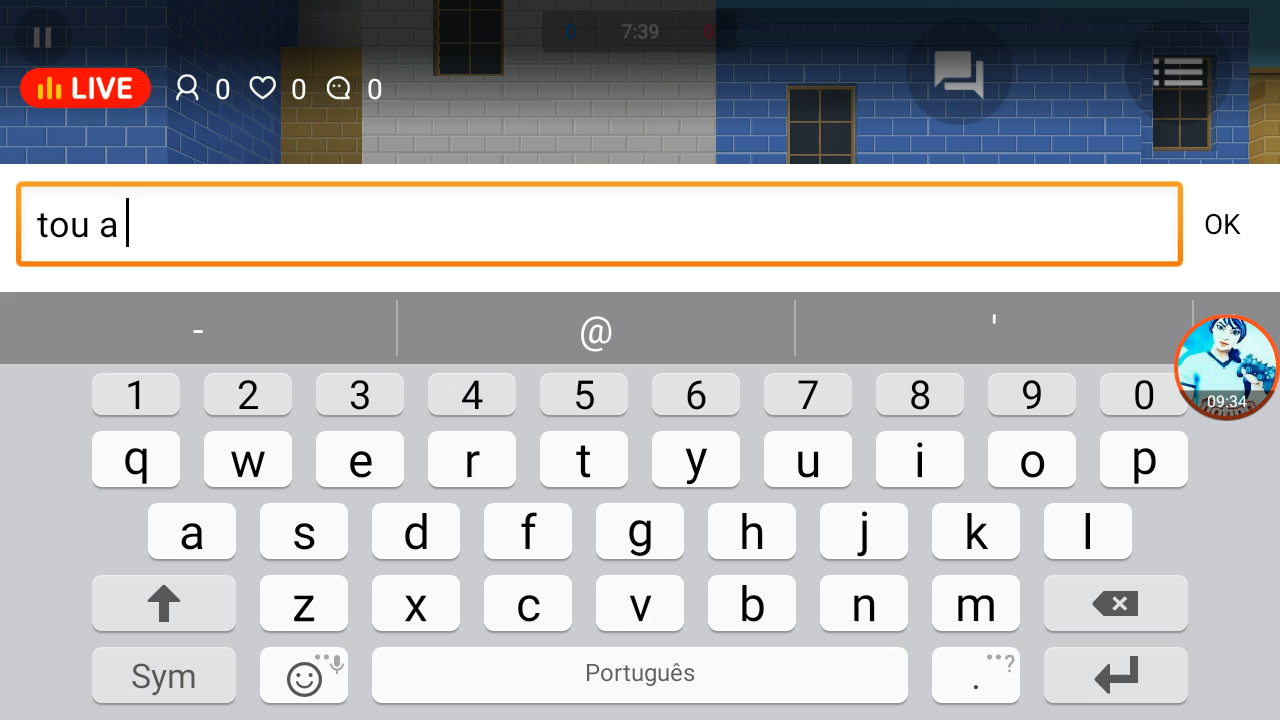 7:39
LIVE 0 0 0
tou a
OK
- @ '
1 2 3 4 5 6 7 8 9 0
09:34
q w e r t y u i o p
a s d f g h j k l
z x c v b n m
Sym Português . ?